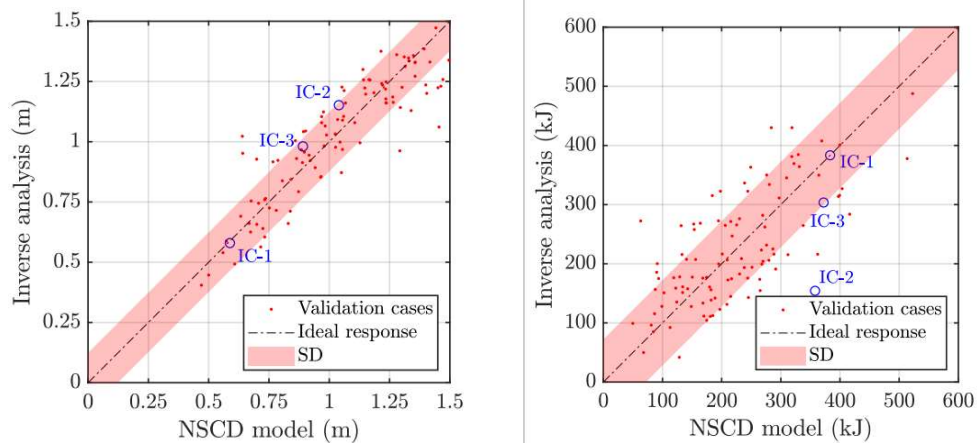 1.5
1.25
1
0.75
0.5
0.25
0
Inverse analysis (m)
IC-2
IC-3
IC-1
Validation cases
Ideal response
SD
0 0.25 0.5 0.75 1 1.25 1.5
NSCD model (m)
600
500
400
300
200
100
0
Inverse analysis (kJ)
IC-1
IC-3
IC-2
Validation cases
Ideal response
SD
0 100 200 300 400 500 600
NSCD model (kJ)